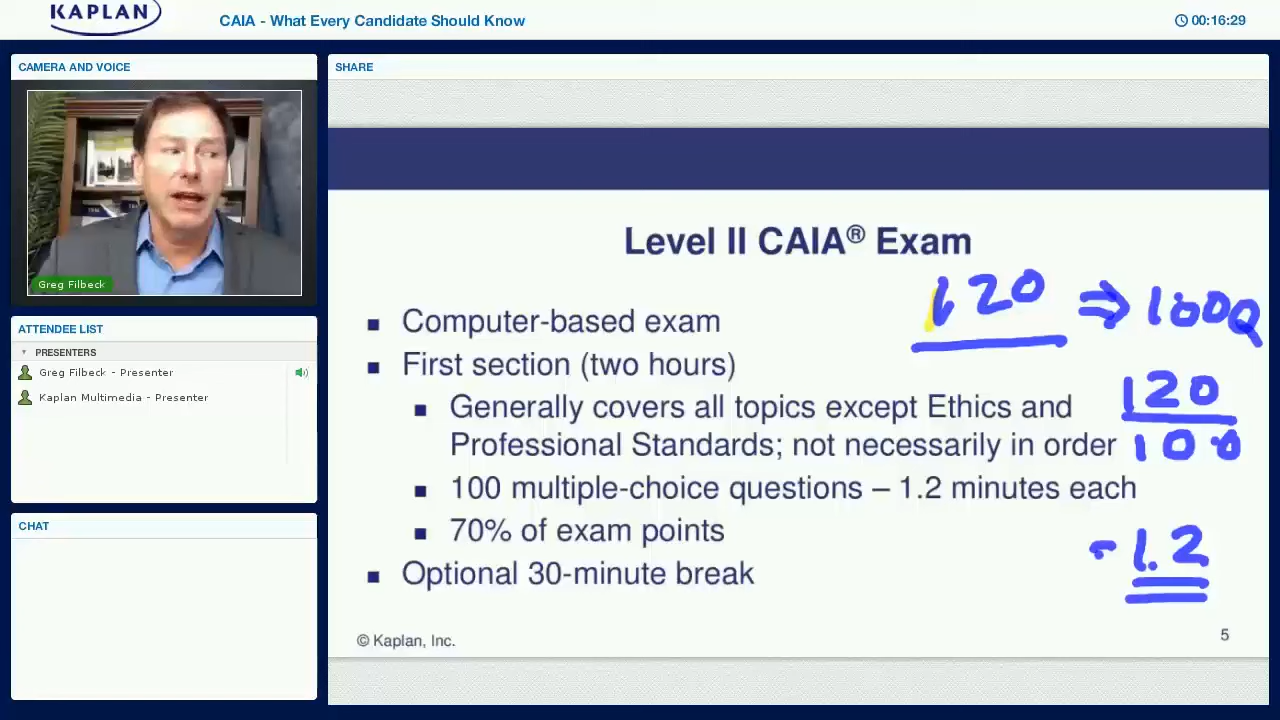 KAPLAN
CAIA - What Every Candidate Should Know
00:16:29
CAMERA AND VOICE
Greg Filbeck
ATTENDEE LIST
PRESENTERS
Greg Filbeck - Presenter
Kaplan Multimedia - Presenter
CHAT
SHARE
Level II CAIA® Exam
120 ⇒ 100Q
■ Computer-based exam
■ First section (two hours)
■ Generally covers all topics except Ethics and
Professional Standards; not necessarily in order
120
100
■ 100 multiple-choice questions – 1.2 minutes each
■ 70% of exam points
= 1.2
■ Optional 30-minute break
© Kaplan, Inc.
5